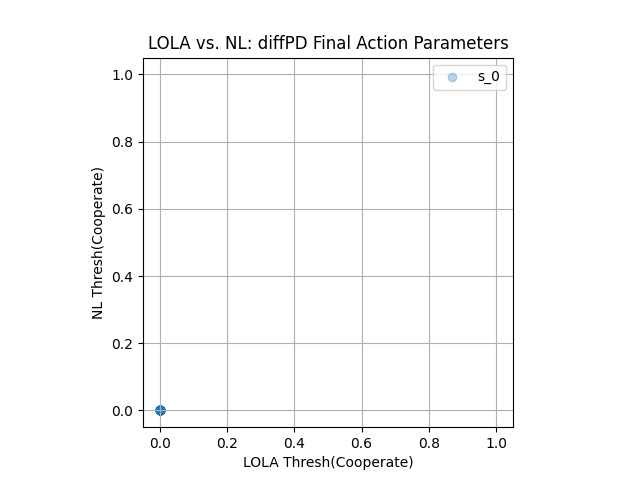 LOLA vs. NL: diffPD Final Action Parameters
s_0
1.0
0.8
0.6
0.4
0.2
0.0
NL Thresh(Cooperate)
0.0 0.2 0.4 0.6 0.8 1.0
LOLA Thresh(Cooperate)